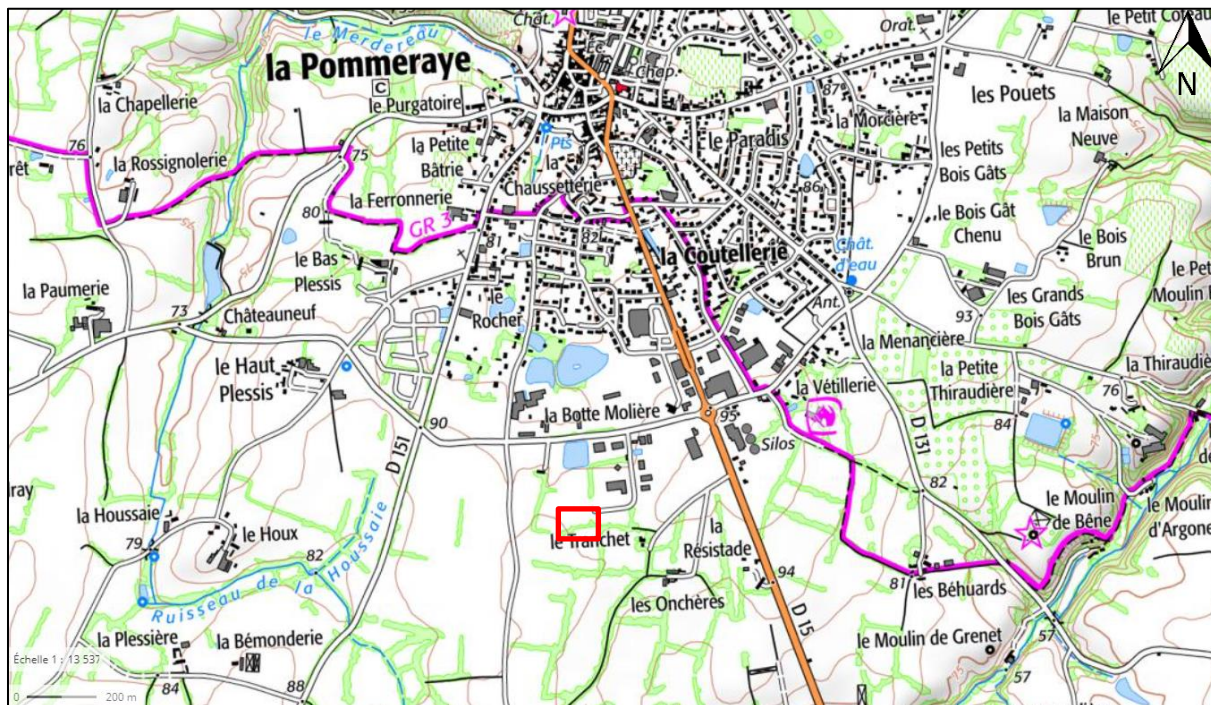 Chât.
Orat.
le Petit Coteau
le Merdereau
la Pommeraye
Chap.
N
C
la Chapellerie
le Purgatoire
87
les Pouets
la Maison
Neuve
76
la Rossignolerie
75
la Petite
Bâtrie
Pts
le Paradis
la Morcière
les Petits
Bois Gâts
la
Chaussetterie
86
la Ferronnerie
80
GR 3
81
82
le Bois Gât
Chenu
le Bois
Brun
Chât.
d'eau
la Coutellerie
le Bas
Plessis
la Paumerie
73
Châteauneuf
le
Rocher
Ant.
93
les Grands
Bois Gâts
le Petit
Moulin
la Menancière
la Thiraudière
le Haut
Plessis
la Vétillerie
la Petite
Thiraudière
76
la Botte Molière
95
84
90
D 151
Silos
D 131
82
la Houssaie
le Houx
le Moulin
de Bêne
le Moulin
d'Argone
79
82
le Tranchet
la
Résistade
Ruisseau de la Houssaie
94
81
les Béhuards
les Onchères
D 15
la Plessière
la Bémonderie
le Moulin de Grenet
57
Échelle 1 : 13 537
84
88
75
57
0
200 m